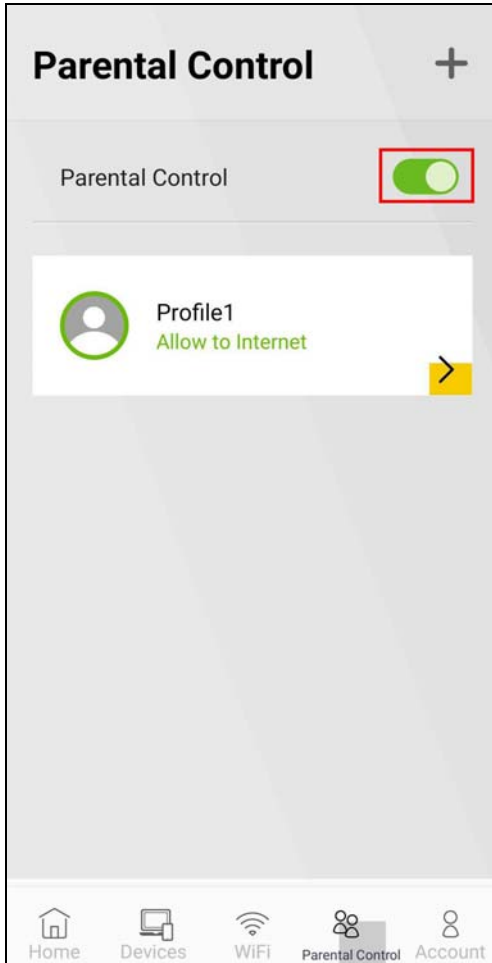 Parental Control
Parental Control
Profile1
Allow to Internet
Home Devices WiFi Parental Control Account